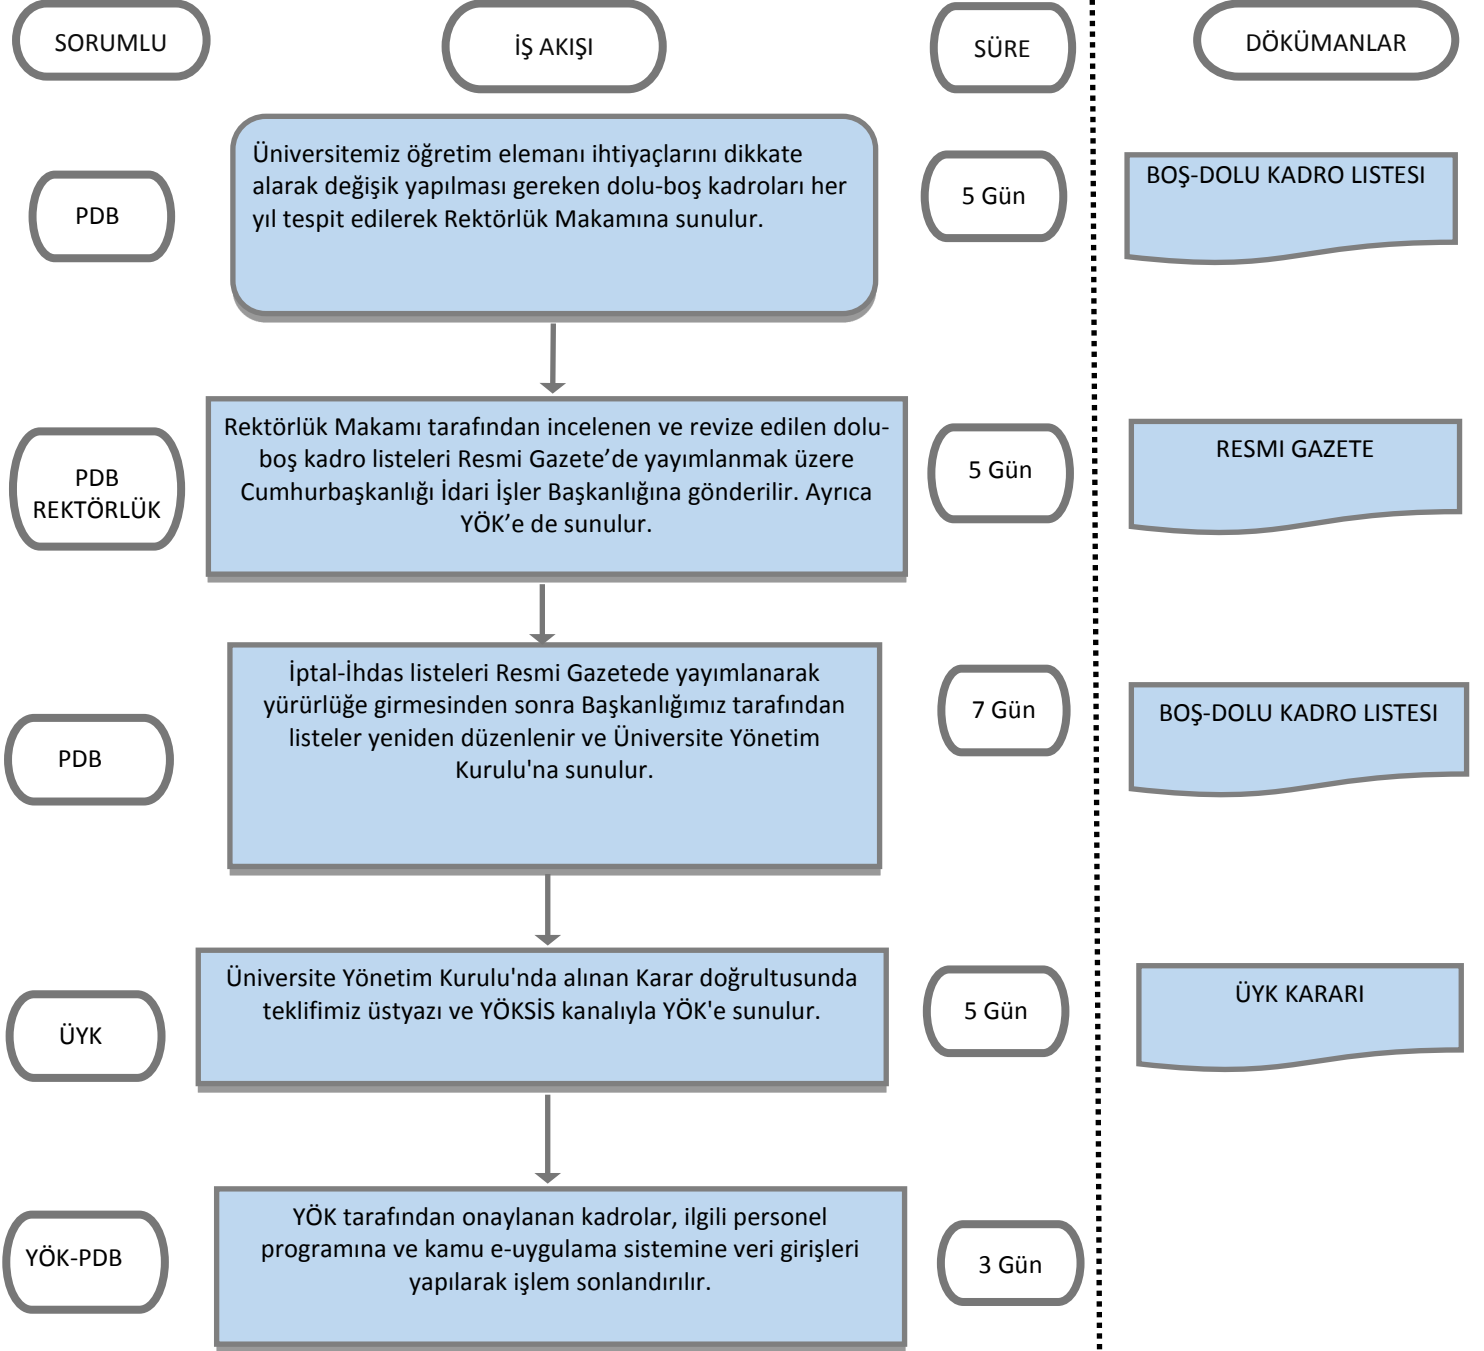 SORUMLU
İŞ AKIŞI
SÜRE
DÖKÜMANLAR
PDB
Üniversitemiz öğretim elemanı ihtiyaçlarını dikkate
alarak değişik yapılması gereken dolu-boş kadroları her
yıl tespit edilerek Rektörlük Makamına sunulur.
5 Gün
BOŞ-DOLU KADRO LISTESI
PDB
REKTÖRLÜK
Rektörlük Makamı tarafından incelenen ve revize edilen dolu-
boş kadro listeleri Resmi Gazete’de yayımlanmak üzere
Cumhurbaşkanlığı İdari İşler Başkanlığına gönderilir. Ayrıca
YÖK’e de sunulur.
5 Gün
RESMI GAZETE
PDB
İptal-İhdas listeleri Resmi Gazetede yayımlanarak
yürürlüğe girmesinden sonra Başkanlığımız tarafından
listeler yeniden düzenlenir ve Üniversite Yönetim
Kurulu'na sunulur.
7 Gün
BOŞ-DOLU KADRO LISTESI
ÜYK
Üniversite Yönetim Kurulu'nda alınan Karar doğrultusunda
teklifimiz üstyazı ve YÖKSİS kanalıyla YÖK'e sunulur.
5 Gün
ÜYK KARARI
YÖK-PDB
YÖK tarafından onaylanan kadrolar, ilgili personel
programına ve kamu e-uygulama sistemine veri girişleri
yapılarak işlem sonlandırılır.
3 Gün